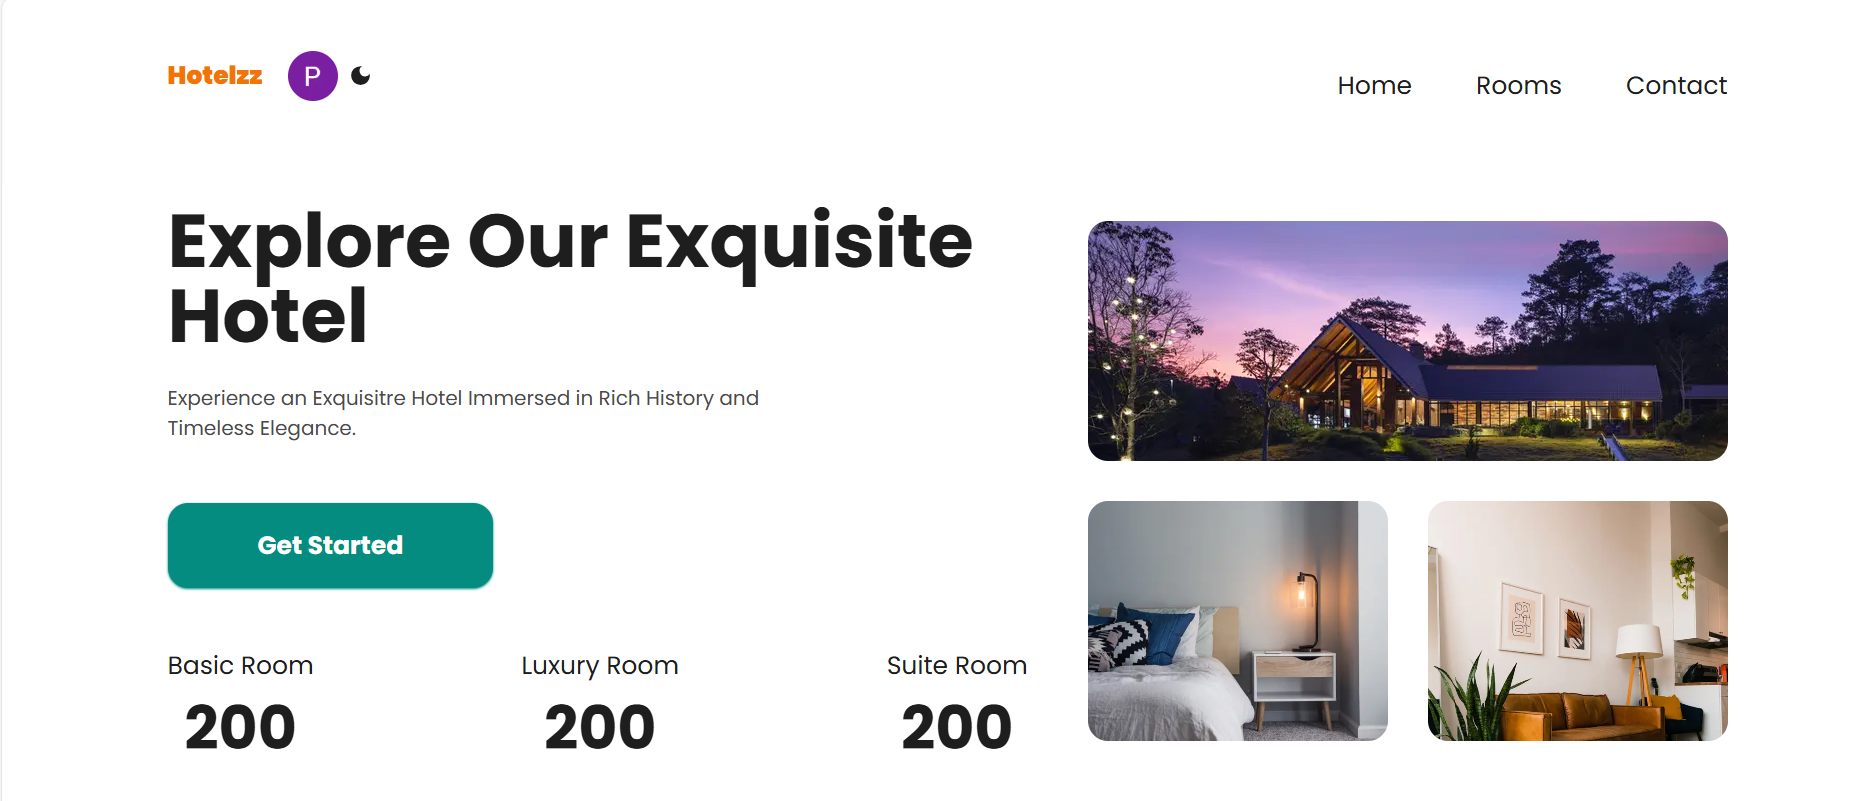 Hotelzz
P
Home Rooms Contact
Explore Our Exquisite
Hotel
Experience an Exquisitre Hotel Immersed in Rich History and
Timeless Elegance.
Get Started
Basic Room Luxury Room Suite Room
200 200 200